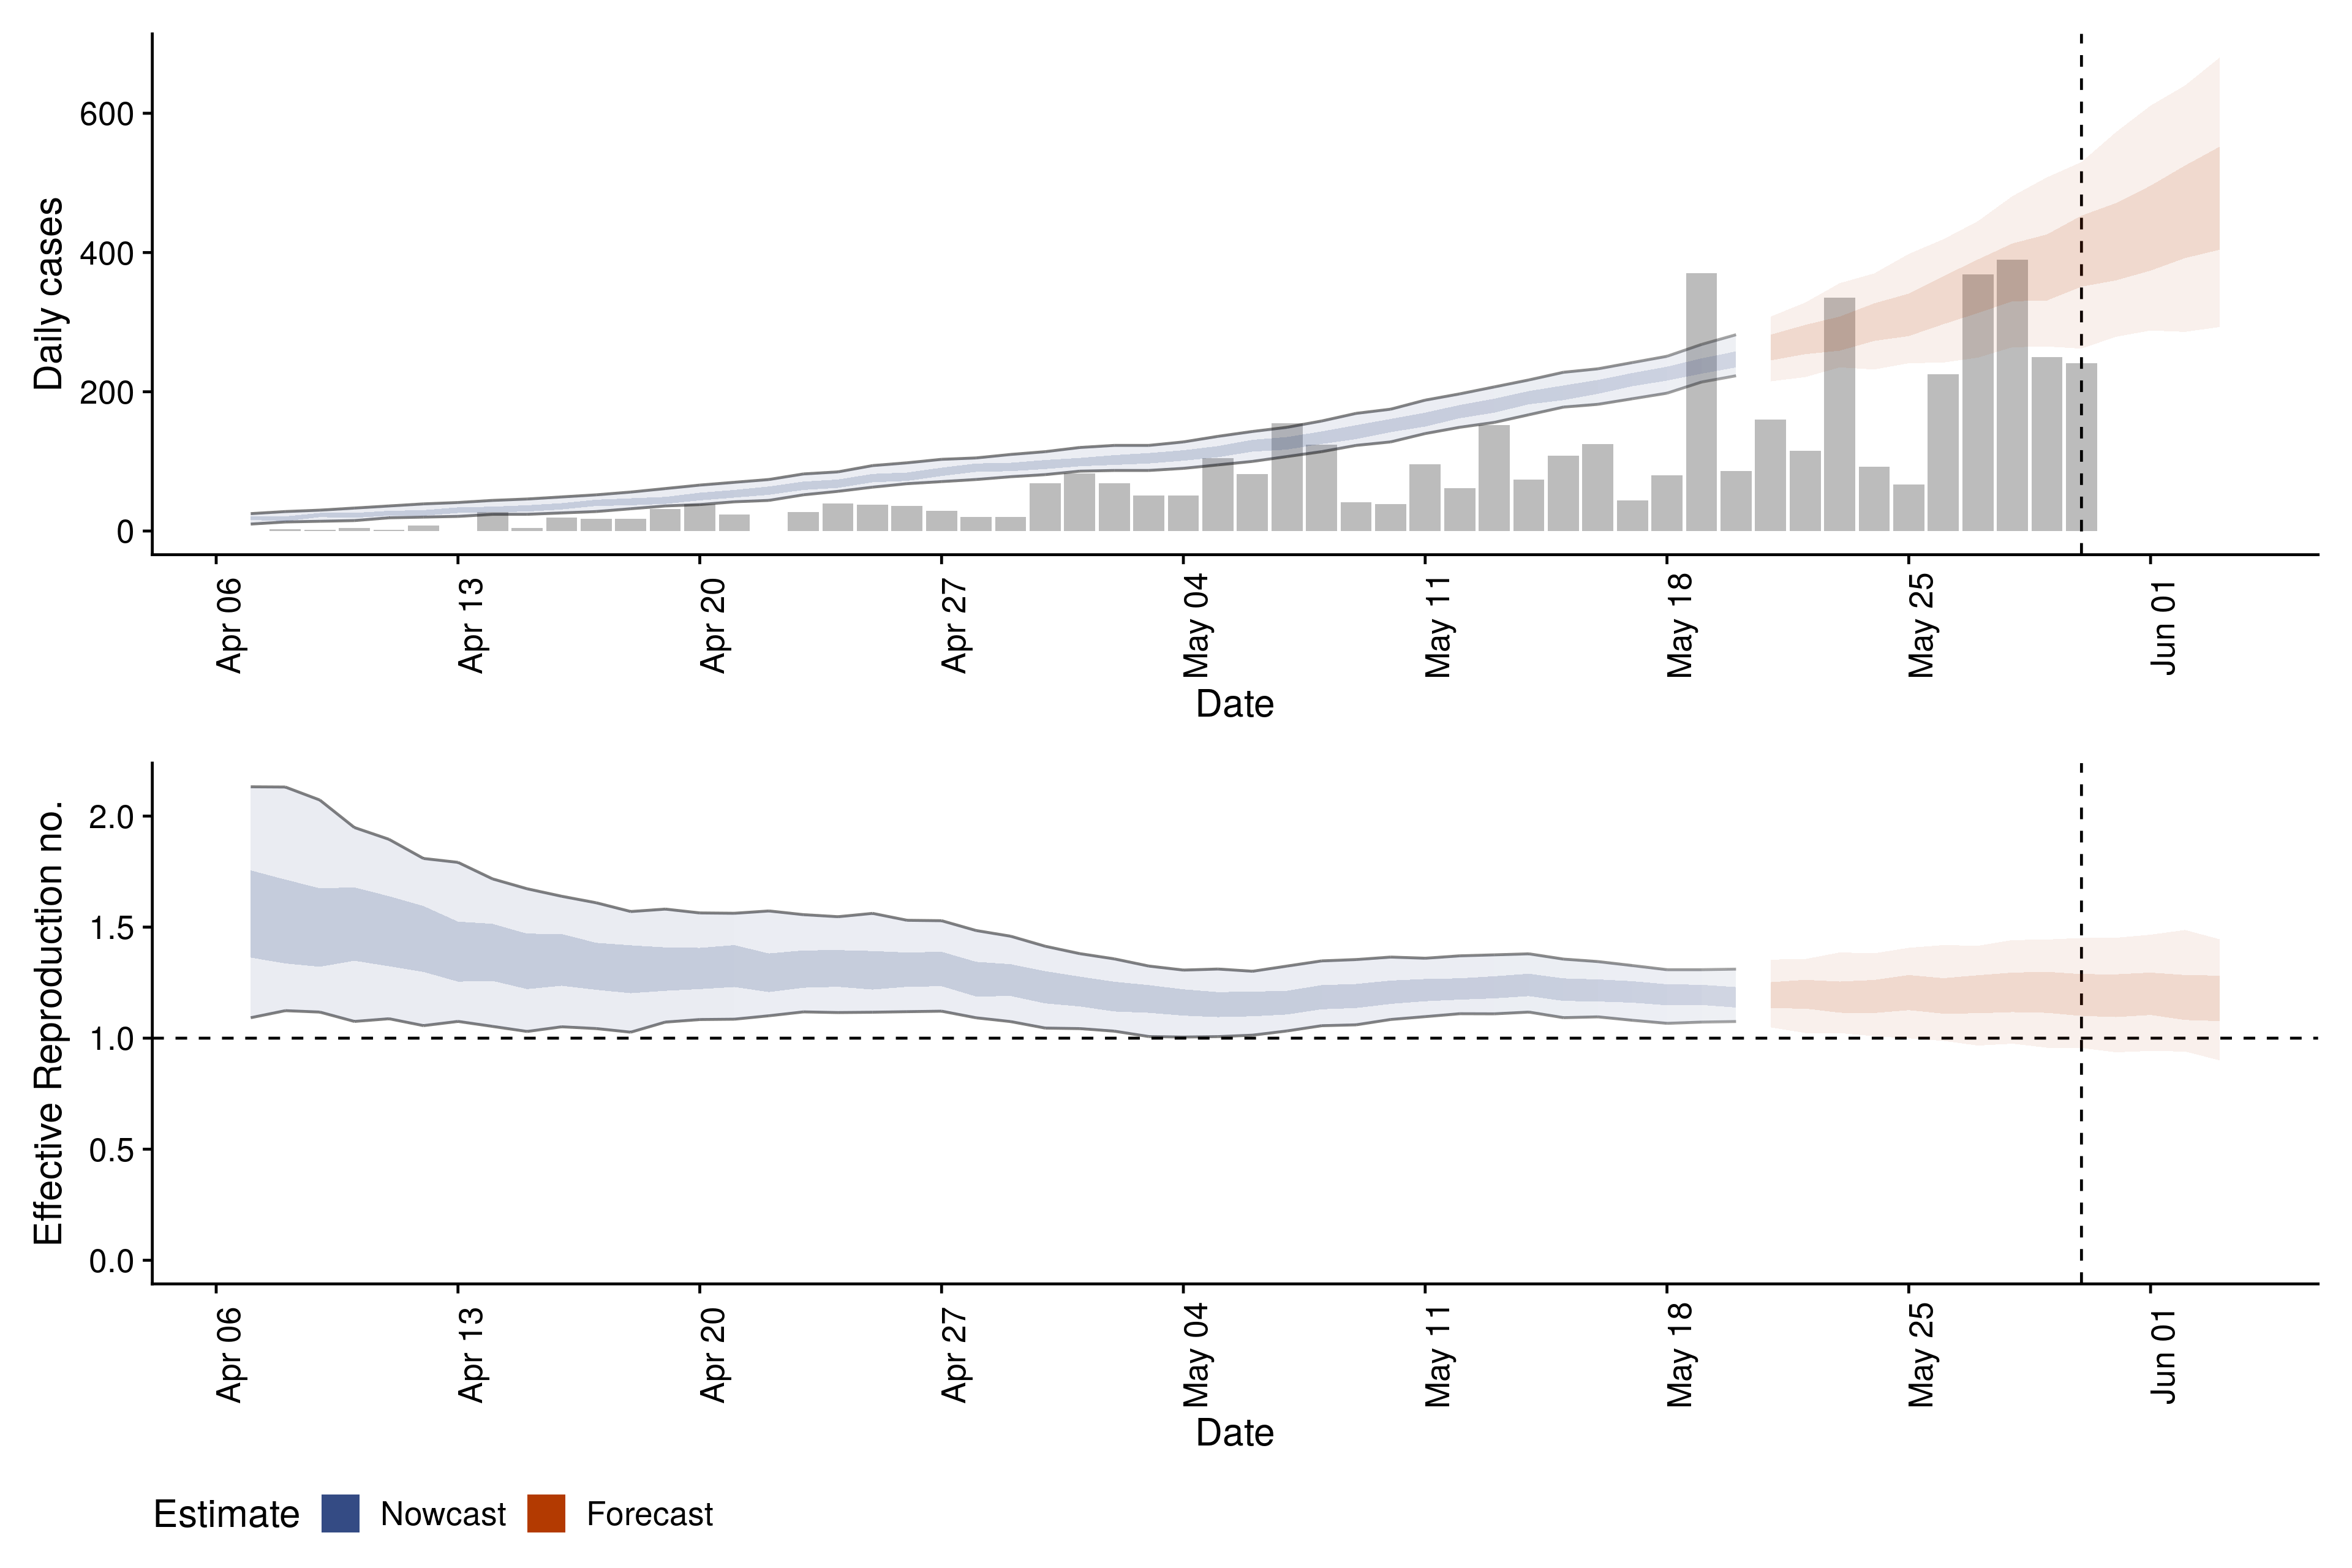 Daily cases
600
400
200
0
Apr 06
Apr 13
Apr 20
Apr 27
May 04
May 11
May 18
May 25
Jun 01
Date
Effective Reproduction no.
2.0
1.5
1.0
0.5
0.0
Apr 06
Apr 13
Apr 20
Apr 27
May 04
May 11
May 18
May 25
Jun 01
Date
Estimate Nowcast Forecast